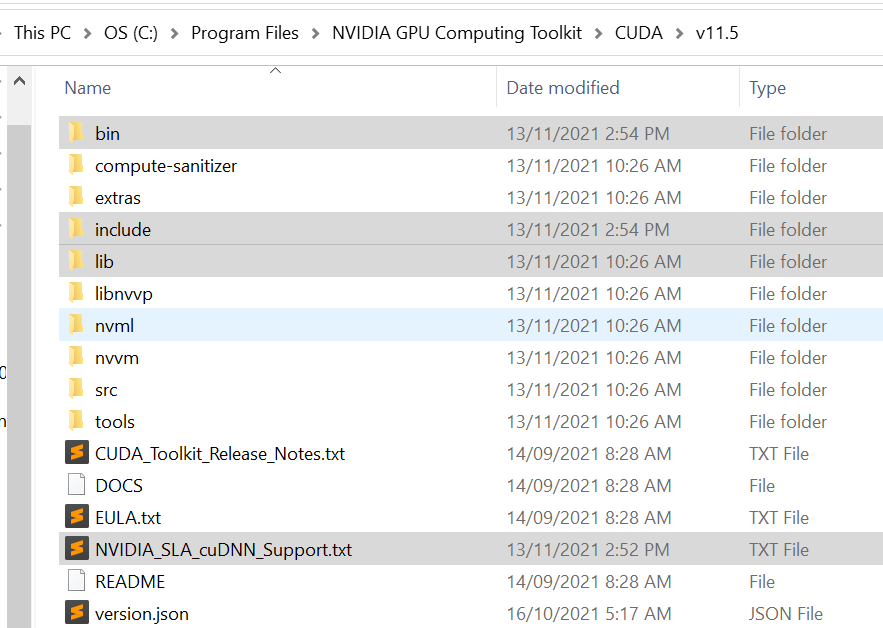 This PC > OS (C:) > Program Files > NVIDIA GPU Computing Toolkit > CUDA > v11.5
Name Date modified Type
bin 13/11/2021 2:54 PM File folder
compute-sanitizer 13/11/2021 10:26 AM File folder
extras 13/11/2021 10:26 AM File folder
include 13/11/2021 2:54 PM File folder
lib 13/11/2021 10:26 AM File folder
libnvvp 13/11/2021 10:26 AM File folder
nvml 13/11/2021 10:26 AM File folder
nvvm 13/11/2021 10:26 AM File folder
src 13/11/2021 10:26 AM File folder
tools 13/11/2021 10:26 AM File folder
CUDA_Toolkit_Release_Notes.txt 14/09/2021 8:28 AM TXT File
DOCS 14/09/2021 8:28 AM File
EULA.txt 14/09/2021 8:28 AM TXT File
NVIDIA_SLA_cuDNN_Support.txt 13/11/2021 2:52 PM TXT File
README 14/09/2021 8:28 AM File
version.json 16/10/2021 5:17 AM JSON File